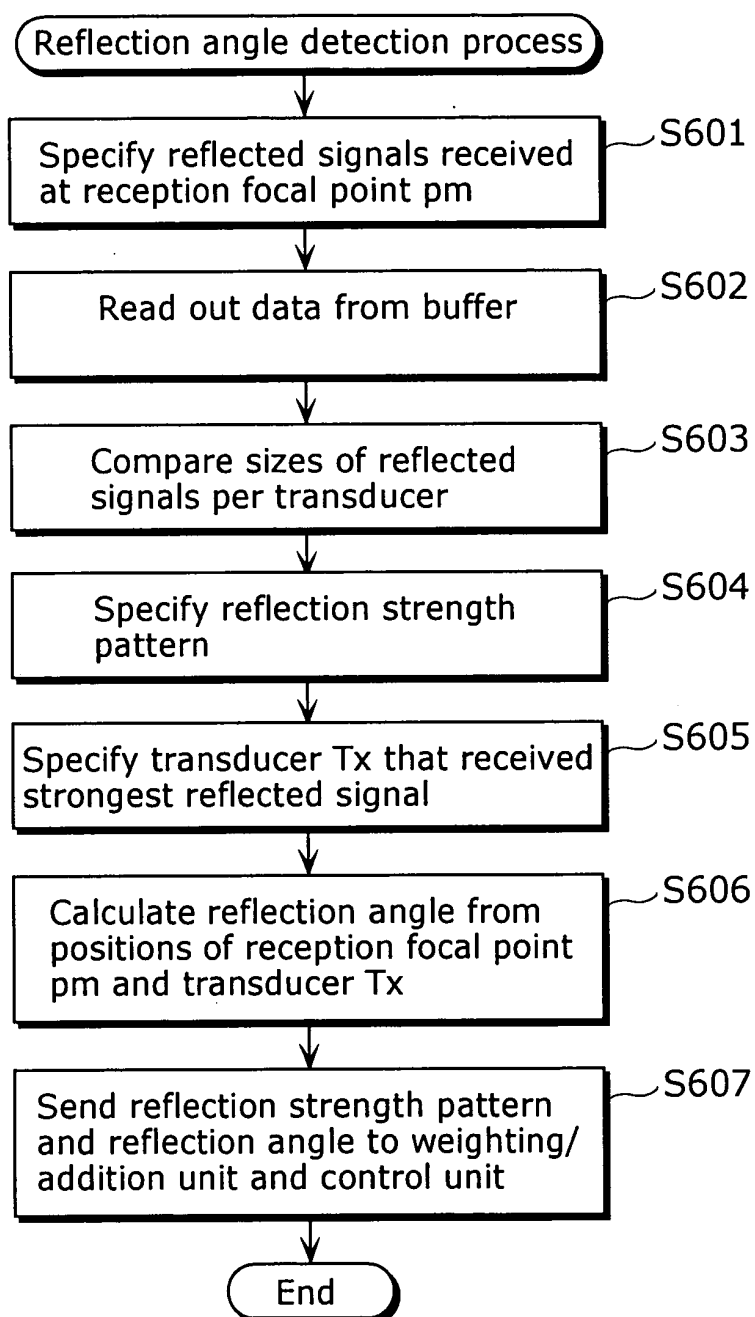 Reflection angle detection process
Specify reflected signals received
at reception focal point pm
S601
Read out data from buffer
S602
Compare sizes of reflected
signals per transducer
S603
Specify reflection strength
pattern
S604
Specify transducer Tx that received
strongest reflected signal
S605
Calculate reflection angle from
positions of reception focal point
pm and transducer Tx
S606
Send reflection strength pattern
and reflection angle to weighting/
addition unit and control unit
S607
End